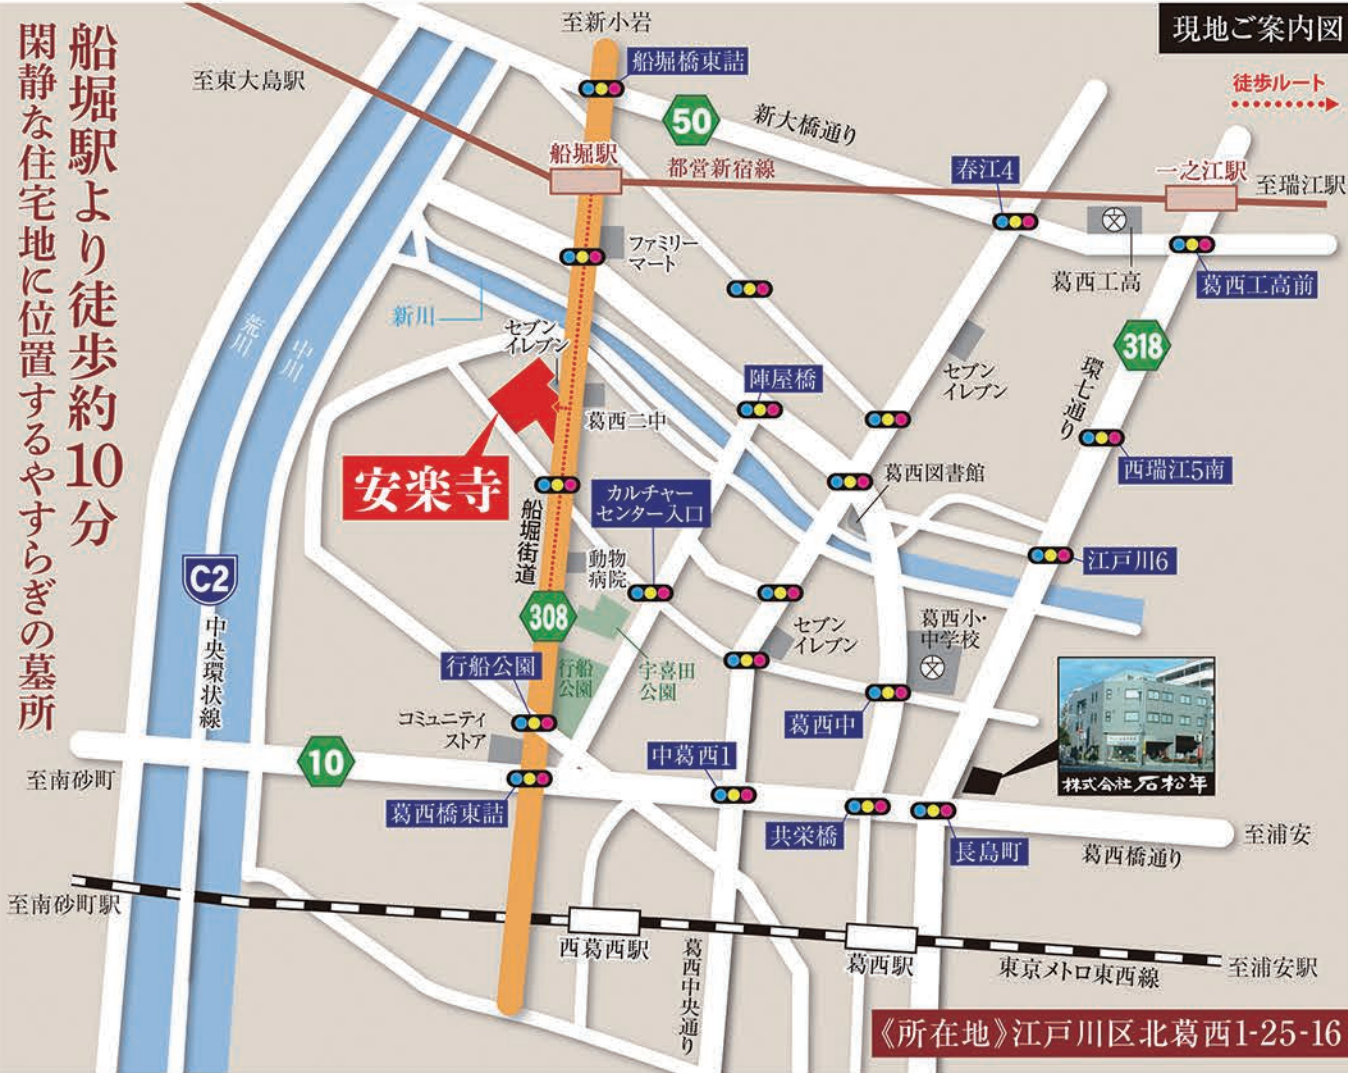 船堀駅より徒歩約10分
閑静な住宅地に位置するやすらぎの墓所
現地ご案内図
徒歩ルート
至新小岩
船堀橋東詰
至東大島駅
50
新大橋通り
船堀駅
都営新宿線
春江4
一之江駅
至瑞江駅
ファミリー
マート
葛西工高
葛西工高前
新川
荒川
中川
セブン
イレブン
318
環七通り
セブン
イレブン
陣屋橋
葛西二中
安楽寺
西瑞江5南
葛西図書館
カルチャー
センター入口
船堀街道
動物
病院
江戸川6
C2
中央環状線
308
セブン
イレブン
葛西小・
中学校
行船公園
行船
公園
宇喜田
公園
コミュニティ
ストア
葛西中
中葛西1
10
至南砂町
葛西橋東詰
共栄橋
長島町
株式会社 石松年
葛西橋通り
至浦安
至南砂町駅
西葛西駅
葛西中央通り
葛西駅
東京メトロ東西線
至浦安駅
《所在地》江戸川区北葛西1-25-16